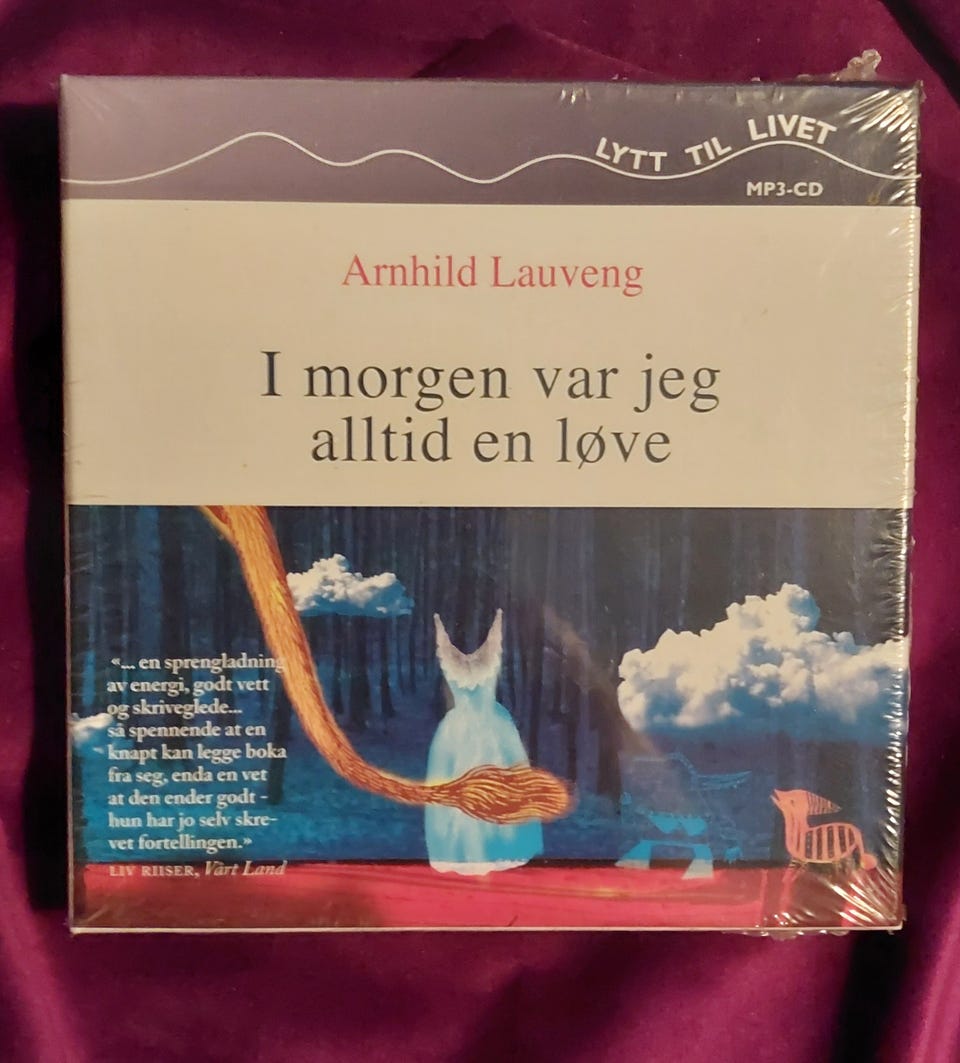 LYTT TIL LIVET
MP3-CD
Arnhild Lauveng
I morgen var jeg
alltid en løve
«... en sprengladning
av energi, godt vett
og skriveglede...
så spennende at en
knapt kan legge boka
fra seg, enda en vet
at den ender godt –
hun har jo selv skre-
vet fortellingen.»
LIV RIISER, Vårt Land